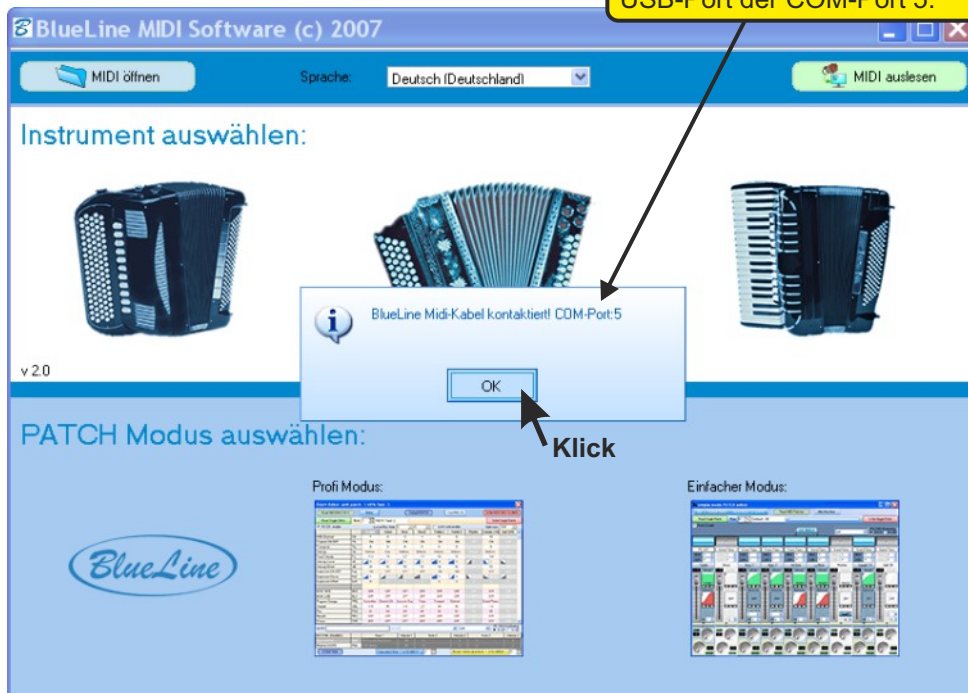 USB-Port der COM-Port 5.
BlueLine MIDI Software (c) 2007
MIDI öffnen
Sprache:
Deutsch (Deutschland)
MIDI auslesen
Instrument auswählen:
BlueLine Midi-Kabel kontaktiert! COM-Port:5
OK
v 2.0
Klick
PATCH Modus auswählen:
Profi Modus:
Einfacher Modus:
BlueLine